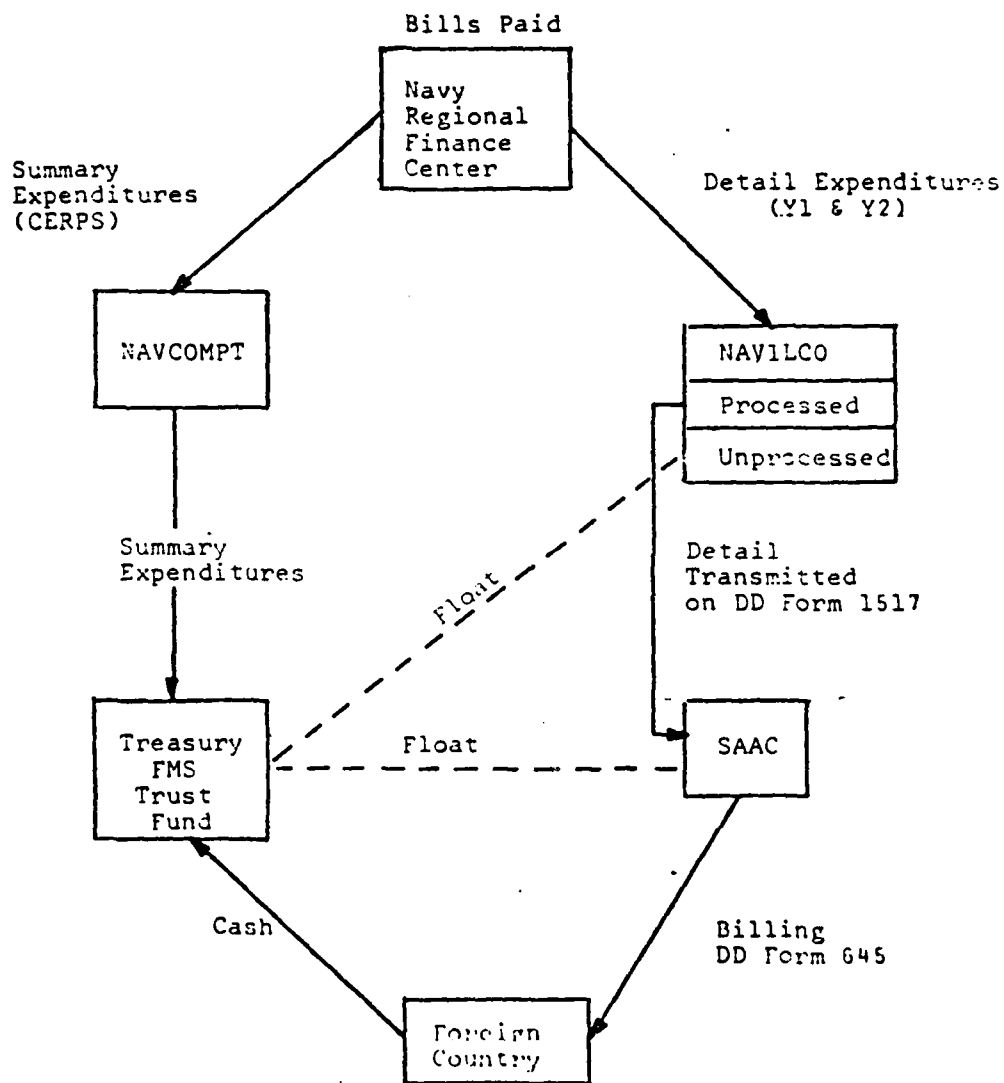 Bills Paid
Navy
Regional
Finance
Center
Summary
Expenditures
(CERPS)
Detail Expenditures
(Y1 & Y2)
NAVCOMPT
NAVILCO
Processed
Unprocessed
Summary
Expenditures
Float
Detail
Transmitted
on DD Form 1517
Treasury
FMS
Trust
Fund
Float
SAAC
Cash
Billing
DD Form 645
Foreign
Country